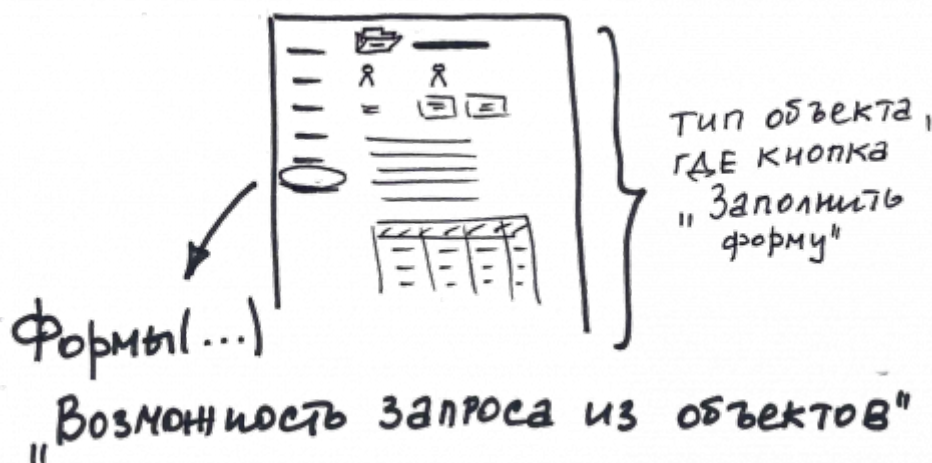 тип объекта,
ГДЕ кнопка
„Заполнить
форму"
Формы(...)
„Возможность запроса из объектов"